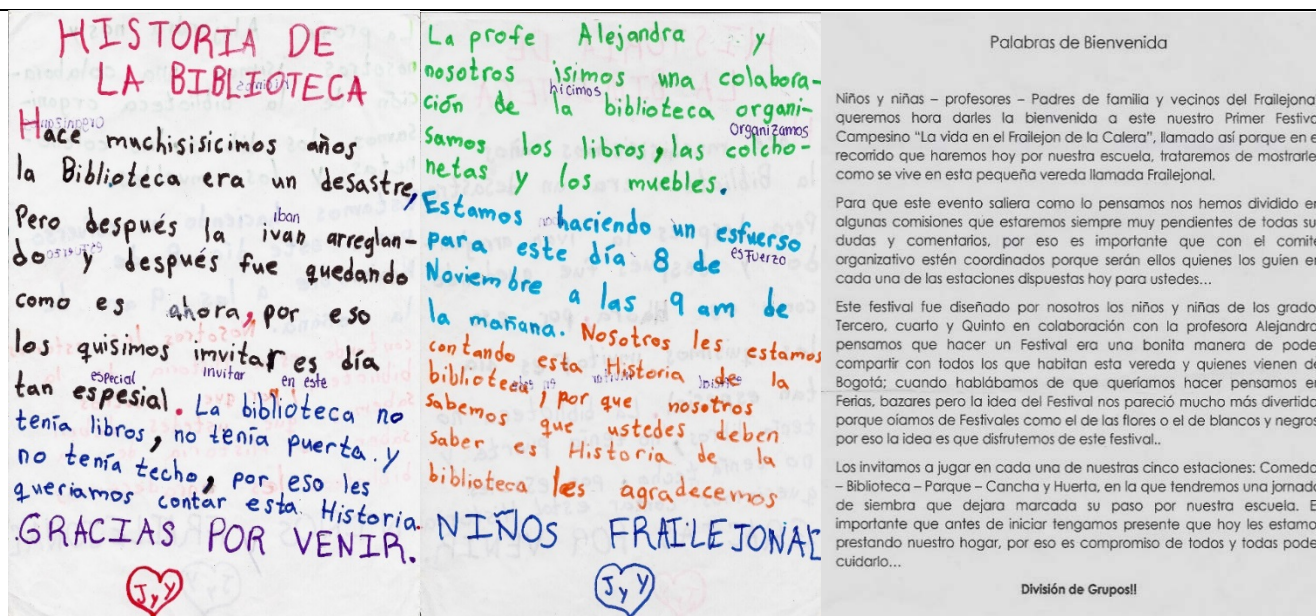 HISTORIA DE
LA BIBLIOTECA
Hace muchisisicimos años
la Biblioteca era un desastre,
iban
Pero después la ivan arreglan-
do y después fue quedando
como es ahora, por eso
los quisimos imvitar es día
especial invitar en este
tan espesial. La biblioteca no
tenía libros, no tenía puerta y
no tenía techo, por eso les
queriamos contar esta Historia.
GRACIAS POR VENIR.
J y Y
La profe Alejandra y
nosotros isimos una colabora-
hicimos
ción de la biblioteca organi-
Organizamos
samos los libros, las colcho-
netas y los muebles.
Estamos haciendo un esfuerso
para este día 8 de
esfuerzo
Noviembre a las 9 am de
la mañana. Nosotros les estamos
contando esta Historia de la
biblioteca, por que nosotros
sabemos que ustedes deben
saber es Historia de la
biblioteca les agradecemos
NIÑOS FRAILEJONAL
J y Y
Palabras de Bienvenida
Niños y niñas – profesores – Padres de familia y vecinos del Frailejona
queremos hora darles la bienvenida a este nuestro Primer Festiva
Campesino "La vida en el Frailejon de la Calera", llamado así porque en e
recorrido que haremos hoy por nuestra escuela, trataremos de mostrarle
como se vive en esta pequeña vereda llamada Frailejonal.
Para que este evento saliera como lo pensamos nos hemos dividido en
algunas comisiones que estaremos siempre muy pendientes de todas su
dudas y comentarios, por eso es importante que con el comité
organizativo estén coordinados porque serán ellos quienes los guíen en
cada una de las estaciones dispuestas hoy para ustedes...
Este festival fue diseñado por nosotros los niños y niñas de los grado
Tercero, cuarto y Quinto en colaboración con la profesora Alejandra
pensamos que hacer un Festival era una bonita manera de pode
compartir con todos los que habitan esta vereda y quienes vienen de
Bogotá; cuando hablábamos de que queríamos hacer pensamos en
Ferias, bazares pero la idea del Festival nos pareció mucho más divertida
porque oíamos de Festivales como el de las flores o el de blancos y negros
por eso la idea es que disfrutemos de este festival..
Los invitamos a jugar en cada una de nuestras cinco estaciones: Comedo
– Biblioteca – Parque – Cancha y Huerta, en la que tendremos una jornada
de siembra que dejara marcada su paso por nuestra escuela. E
importante que antes de iniciar tengamos presente que hoy les estamo
prestando nuestro hogar, por eso es compromiso de todos y todas pode
cuidarlo...
División de Grupos!!